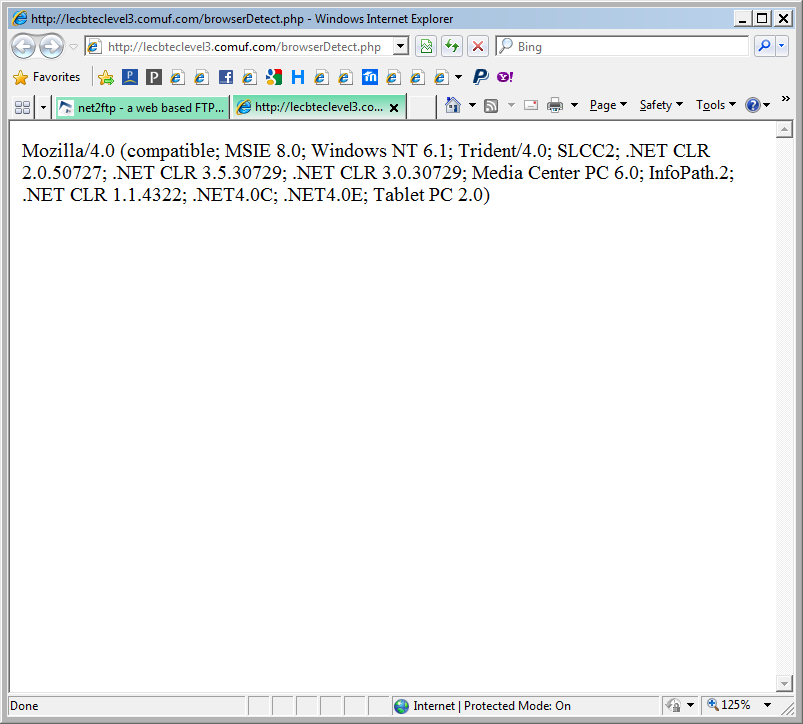 http://lecbteclevel3.comuf.com/browserDetect.php - Windows Internet Explorer
http://lecbteclevel3.comuf.com/browserDetect.php
Bing
Favorites
net2ftp - a web based FTP...
http://lecbteclevel3.co...
Page
Safety
Tools
Mozilla/4.0 (compatible; MSIE 8.0; Windows NT 6.1; Trident/4.0; SLCC2; .NET CLR
2.0.50727; .NET CLR 3.5.30729; .NET CLR 3.0.30729; Media Center PC 6.0; InfoPath.2;
.NET CLR 1.1.4322; .NET4.0C; .NET4.0E; Tablet PC 2.0)
Done
Internet | Protected Mode: On
125%